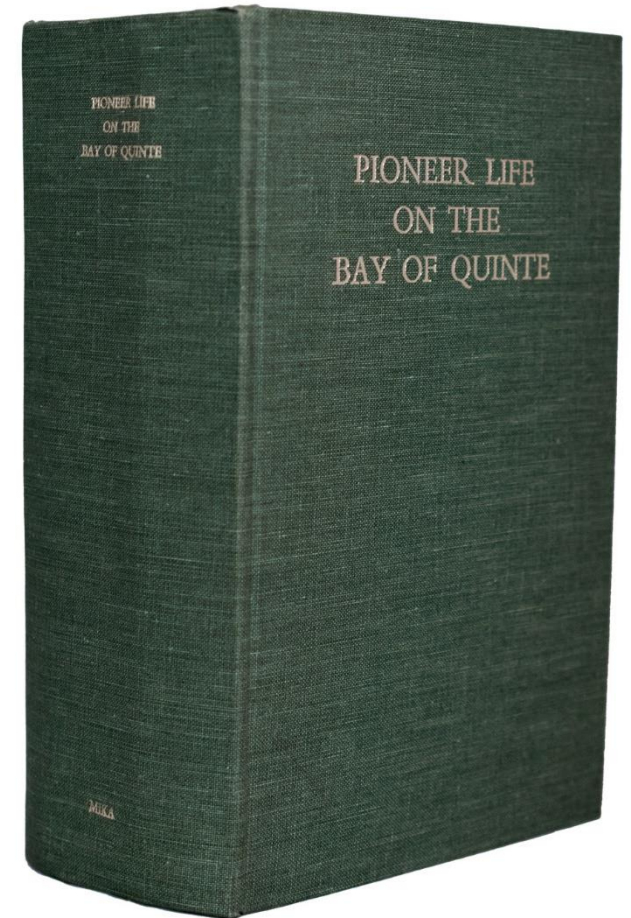 PIONEER LIFE
ON THE
BAY OF QUINTE
MIKA
PIONEER LIFE
ON THE
BAY OF QUINTE